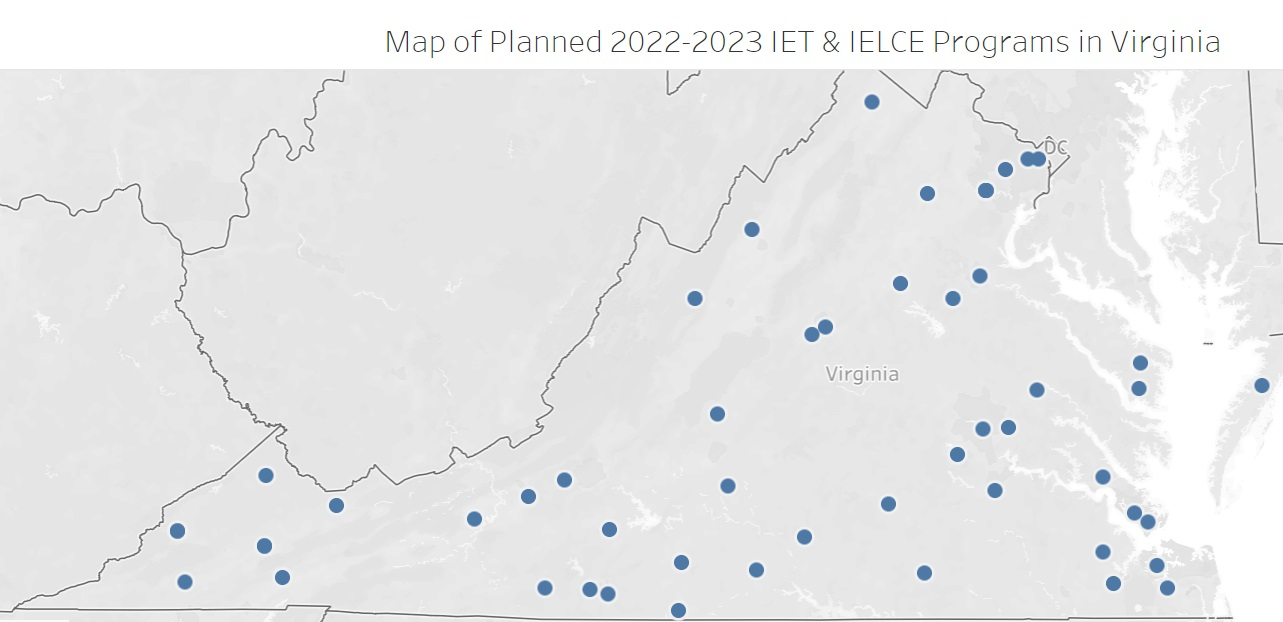 Map of Planned 2022-2023 IET & IELCE Programs in Virginia
DC
Virginia